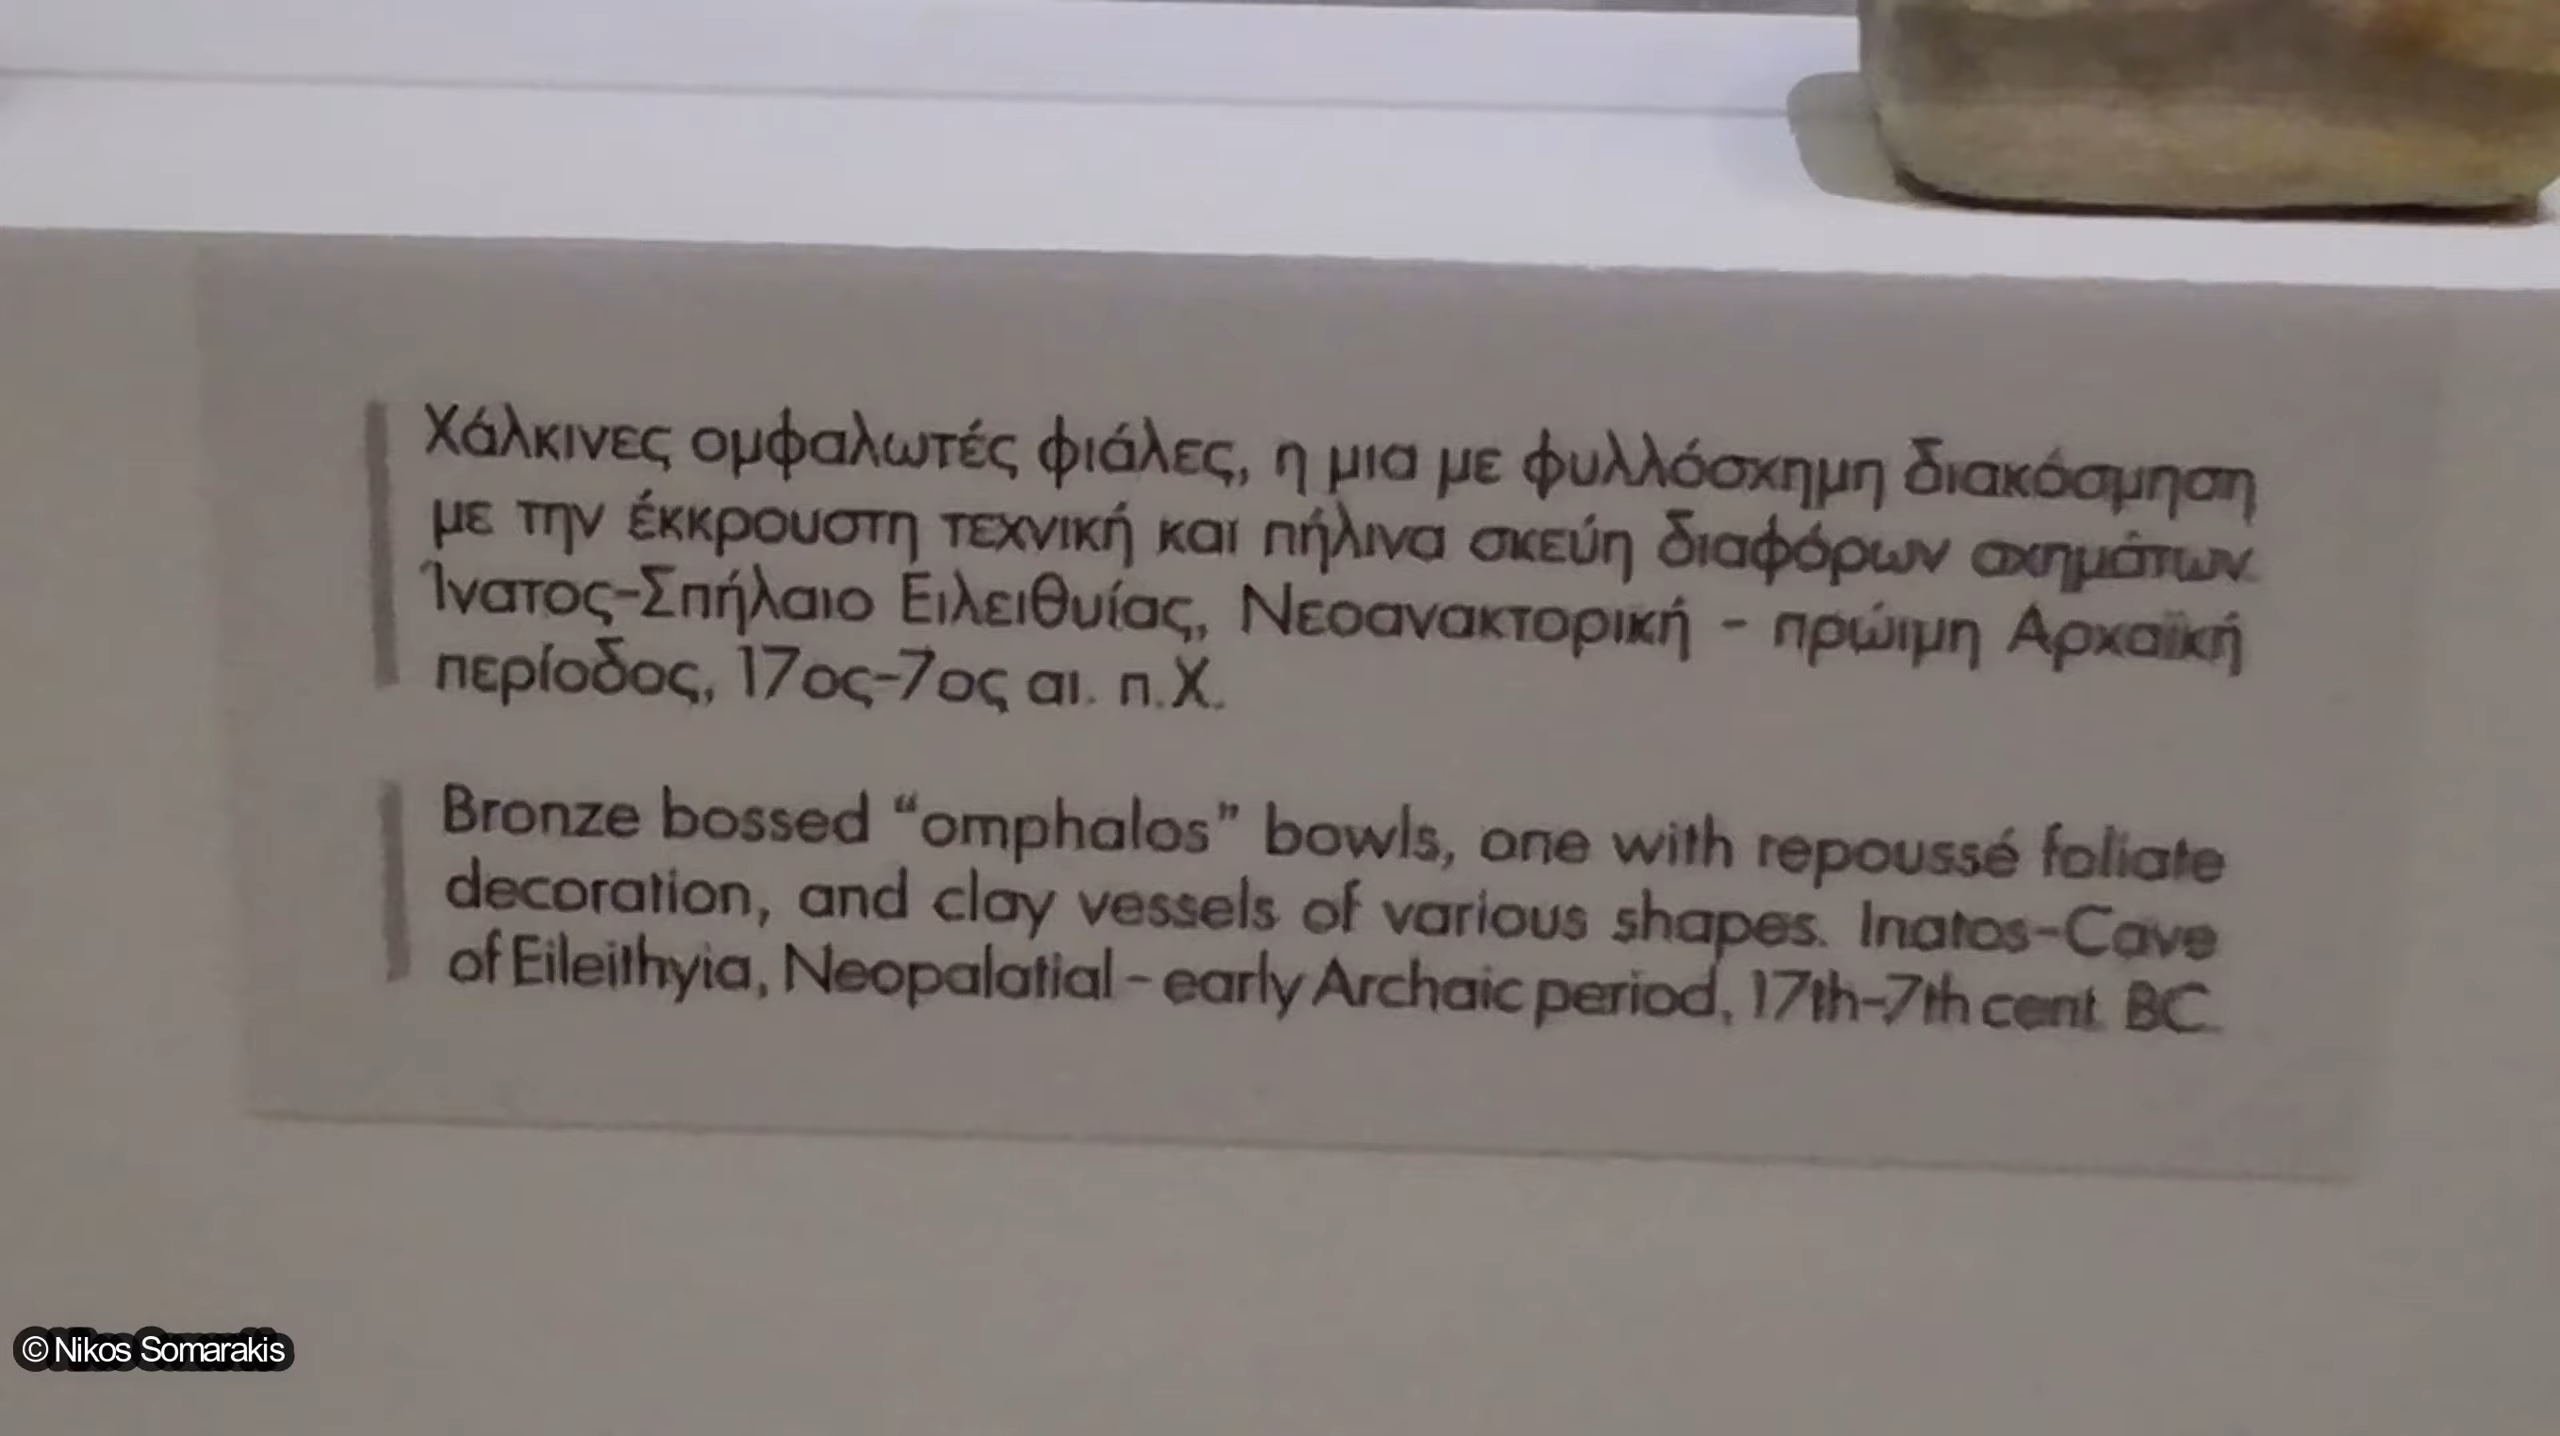 Χάλκινες ομφαλωτές φιάλες, η μια με φυλλόσχημη διακόσμηση
με την έκκρουστη τεχνική και πήλινα σκεύη διαφόρων σχημάτων.
Ίνατος-Σπήλαιο Ειλειθυίας, Νεοανακτορική - πρώιμη Αρχαϊκή
περίοδος, 17ος-7ος αι. π.Χ.
Bronze bossed “omphalos” bowls, one with repoussé foliate
decoration, and clay vessels of various shapes. Inatos-Cave
of Eileithyia, Neopalatial - early Archaic period, 17th-7th cent. BC.
© Nikos Somarakis